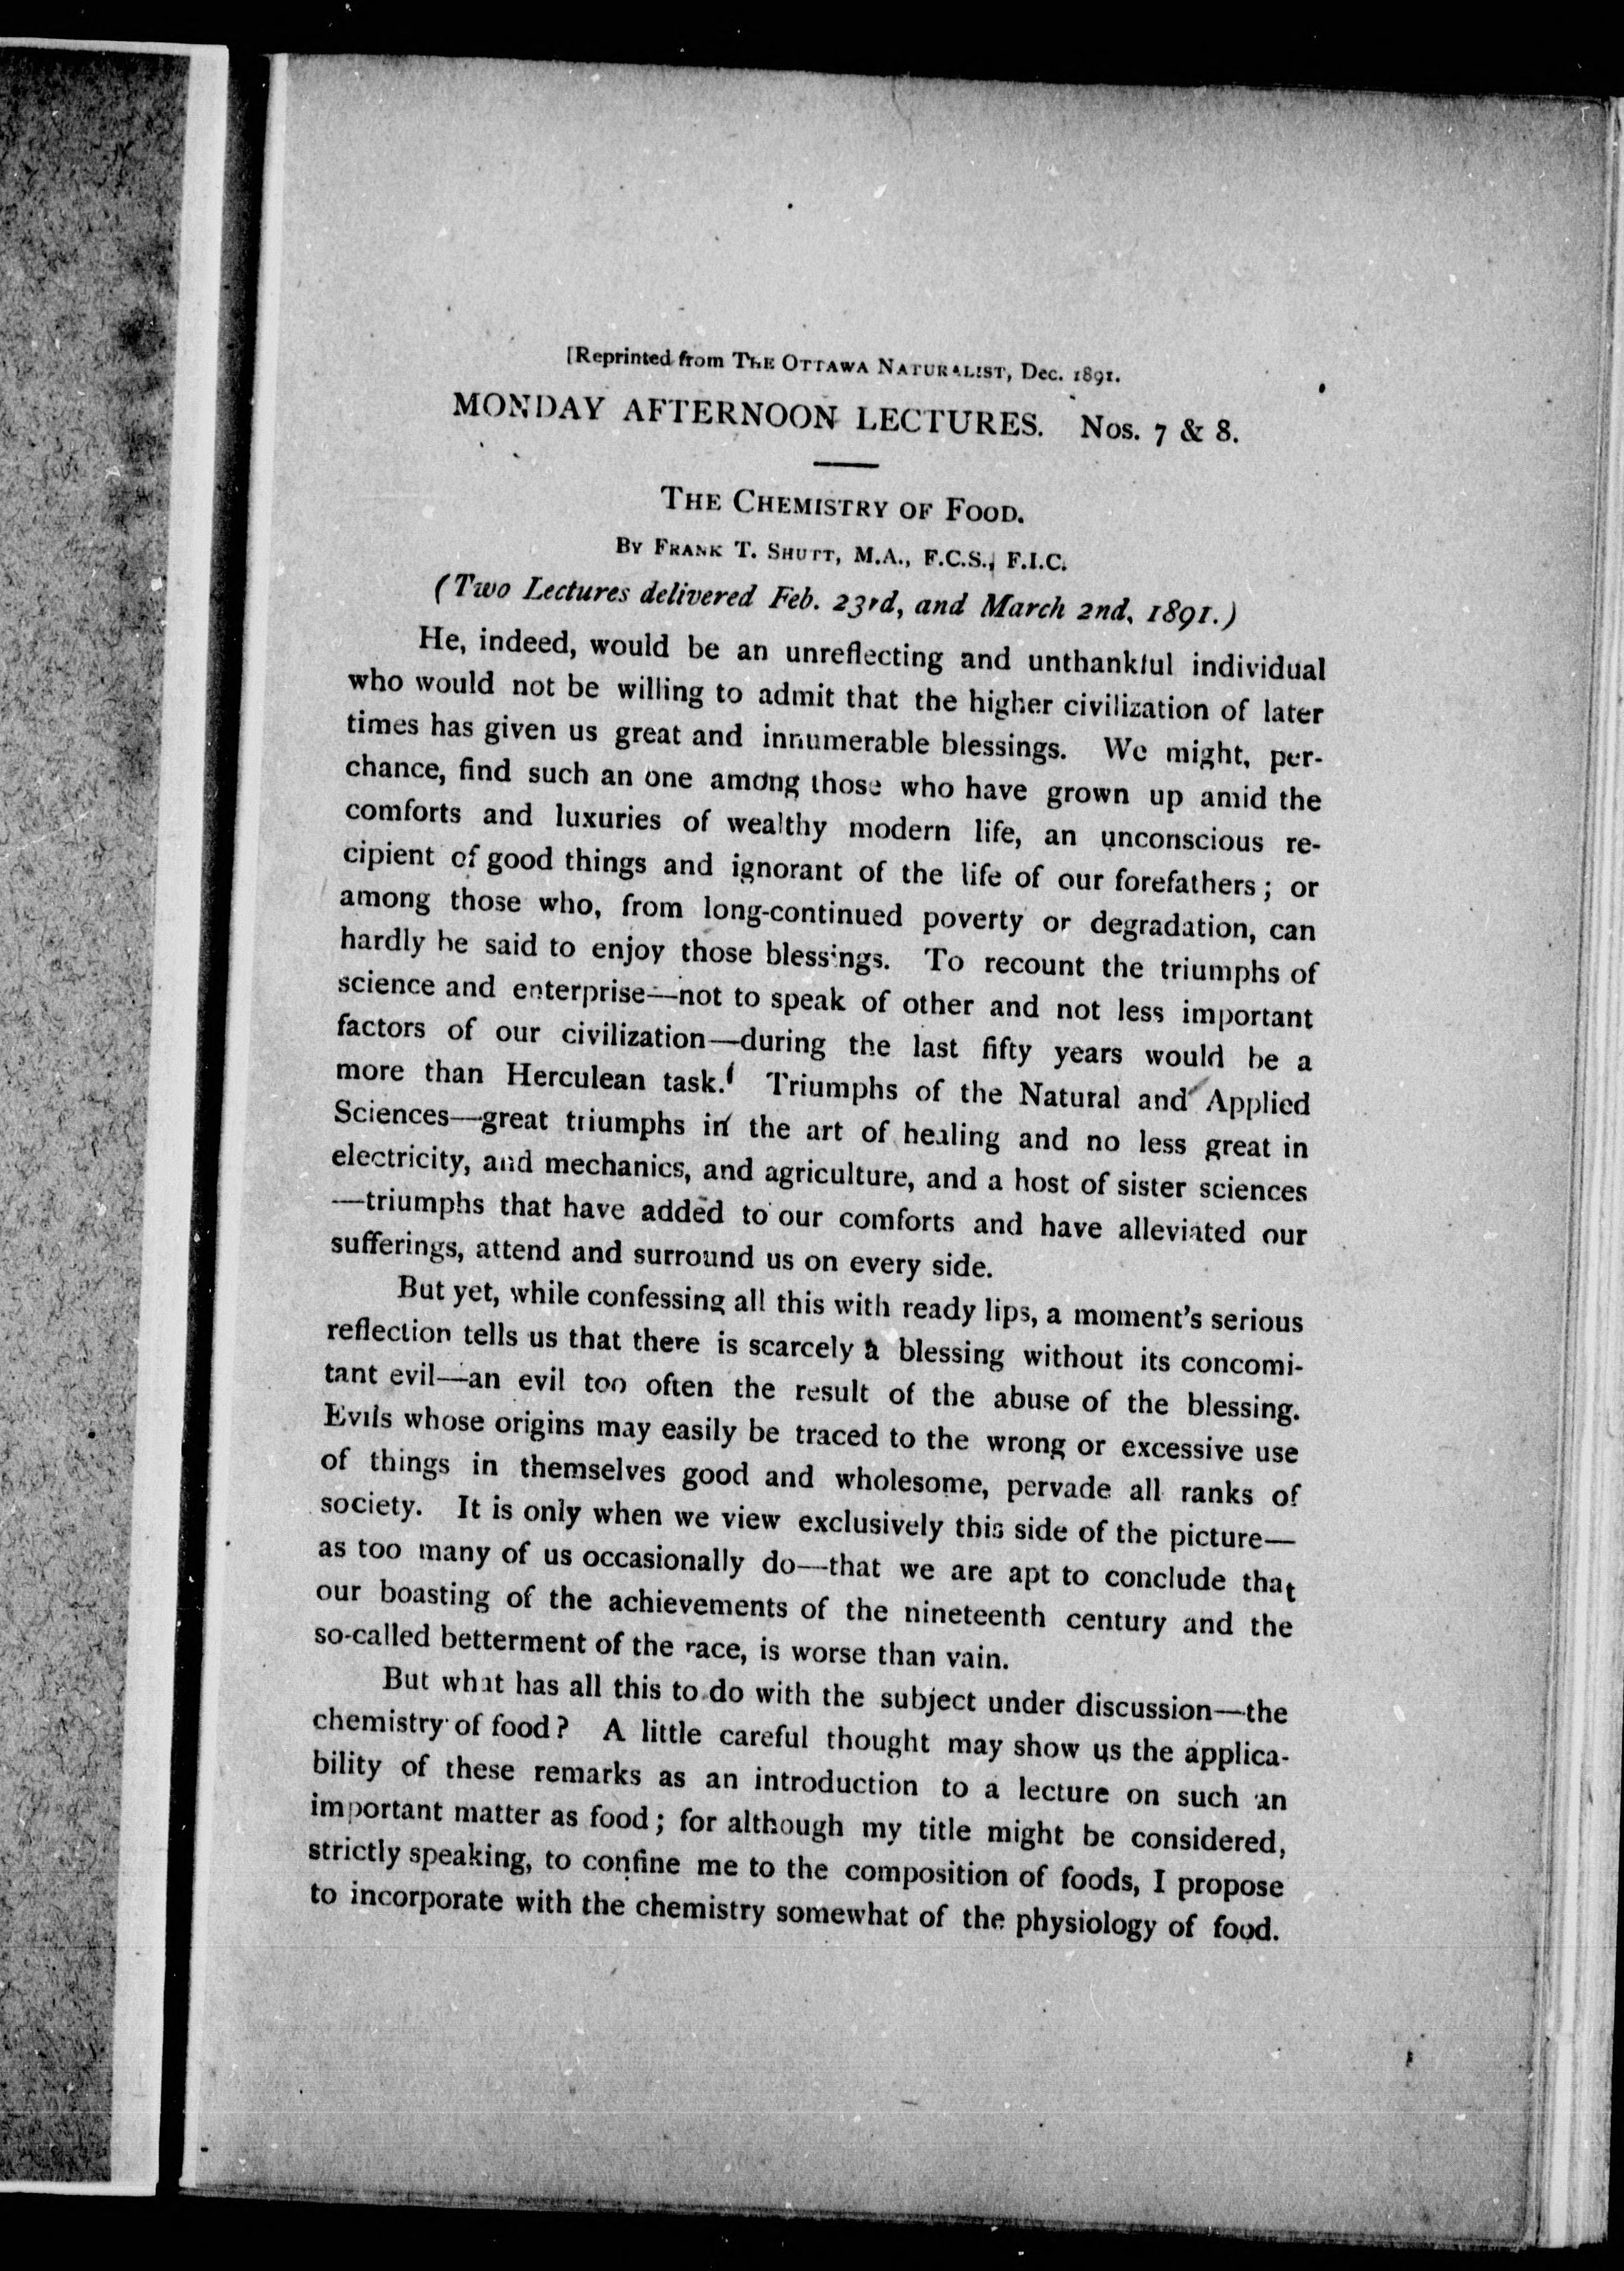 [Reprinted from THE OTTAWA NATURALIST, Dec. 1891.
MONDAY AFTERNOON LECTURES. Nos. 7 & 8.
THE CHEMISTRY OF FOOD.
BY FRANK T. SHUTT, M.A., F.C.S., F.I.C.
(Two Lectures delivered Feb. 23rd, and March 2nd, 1891.)
He, indeed, would be an unreflecting and unthankful individual
who would not be willing to admit that the higher civilization of later
times has given us great and innumerable blessings. We might, per-
chance, find such an one among those who have grown up amid the
comforts and luxuries of wealthy modern life, an unconscious re-
cipient of good things and ignorant of the life of our forefathers; or
among those who, from long-continued poverty or degradation, can
hardly be said to enjoy those blessings. To recount the triumphs of
science and enterprise—not to speak of other and not less important
factors of our civilization—during the last fifty years would be a
more than Herculean task. Triumphs of the Natural and Applied
Sciences—great triumphs in the art of healing and no less great in
electricity, and mechanics, and agriculture, and a host of sister sciences
—triumphs that have added to our comforts and have alleviated our
sufferings, attend and surround us on every side.
But yet, while confessing all this with ready lips, a moment's serious
reflection tells us that there is scarcely a blessing without its concomi-
tant evil—an evil too often the result of the abuse of the blessing.
Evils whose origins may easily be traced to the wrong or excessive use
of things in themselves good and wholesome, pervade all ranks of
society. It is only when we view exclusively this side of the picture—
as too many of us occasionally do—that we are apt to conclude that
our boasting of the achievements of the nineteenth century and the
so-called betterment of the race, is worse than vain.
But what has all this to do with the subject under discussion—the
chemistry of food? A little careful thought may show us the applica-
bility of these remarks as an introduction to a lecture on such an
important matter as food; for although my title might be considered,
strictly speaking, to confine me to the composition of foods, I propose
to incorporate with the chemistry somewhat of the physiology of food.